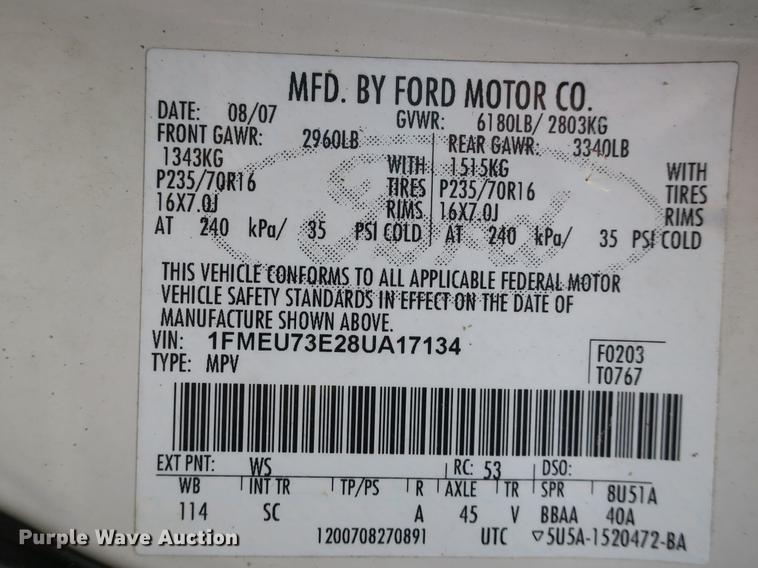 MFD. BY FORD MOTOR CO.
DATE: 08/07 GVWR: 6180LB/ 2803KG
FRONT GAWR: 2960LB REAR GAWR: 3340LB
1343KG WITH 1515KG WITH
P235/70R16 TIRES P235/70R16 TIRES
16X7.0J RIMS 16X7.0J RIMS
AT 240 kPa/ 35 PSI COLD AT 240 kPa/ 35 PSI COLD
Ford
THIS VEHICLE CONFORMS TO ALL APPLICABLE FEDERAL MOTOR
VEHICLE SAFETY STANDARDS IN EFFECT ON THE DATE OF
MANUFACTURE SHOWN ABOVE.
VIN: 1FMEU73E28UA17134
TYPE: MPV
F0203
T0767
EXT PNT: WS RC: 53 DSO:
WB INT TR TP/PS R AXLE TR SPR 8U51A
114 SC A 45 V BBAA 40A
1200708270891 UTC ▽5U5A-1520472-BA
Purple Wave Auction